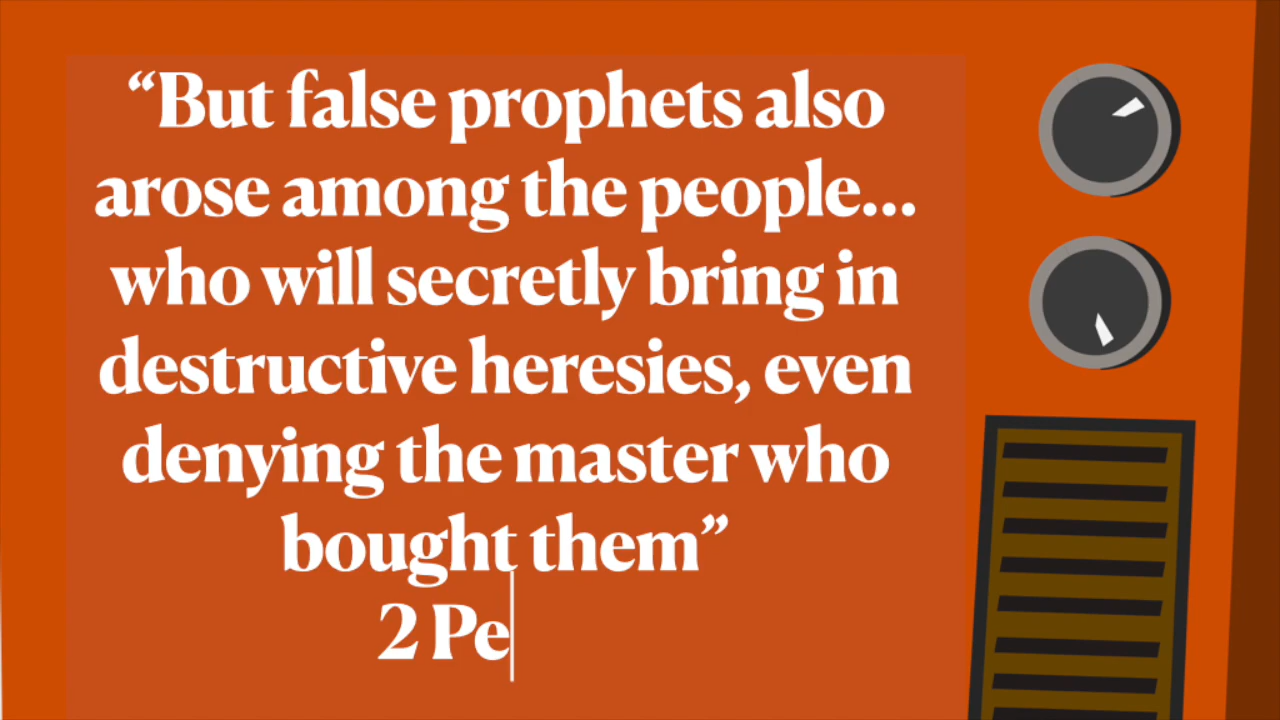 “But false prophets also
arose among the people...
who will secretly bring in
destructive heresies, even
denying the master who
bought them”
2 Pe